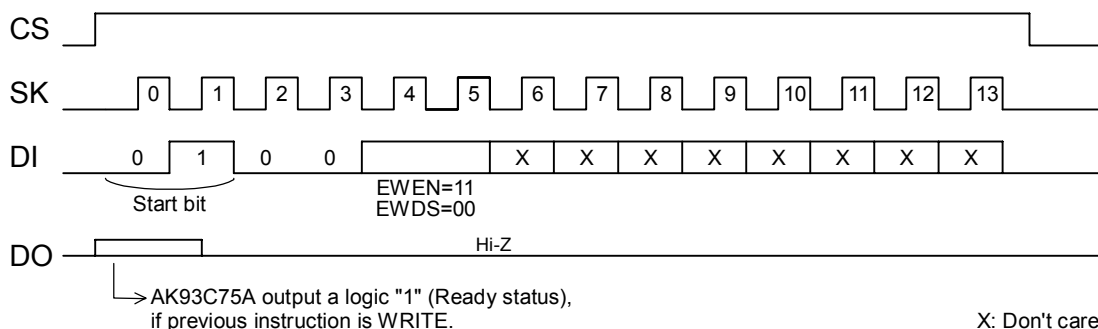 CS
SK 0 1 2 3 4 5 6 7 8 9 10 11 12 13
DI 0 1 0 0 X X X X X X X X
EWEN=11
EWDS=00
Start bit
DO Hi-Z
AK93C75A output a logic "1" (Ready status),
if previous instruction is WRITE.
X: Don't care